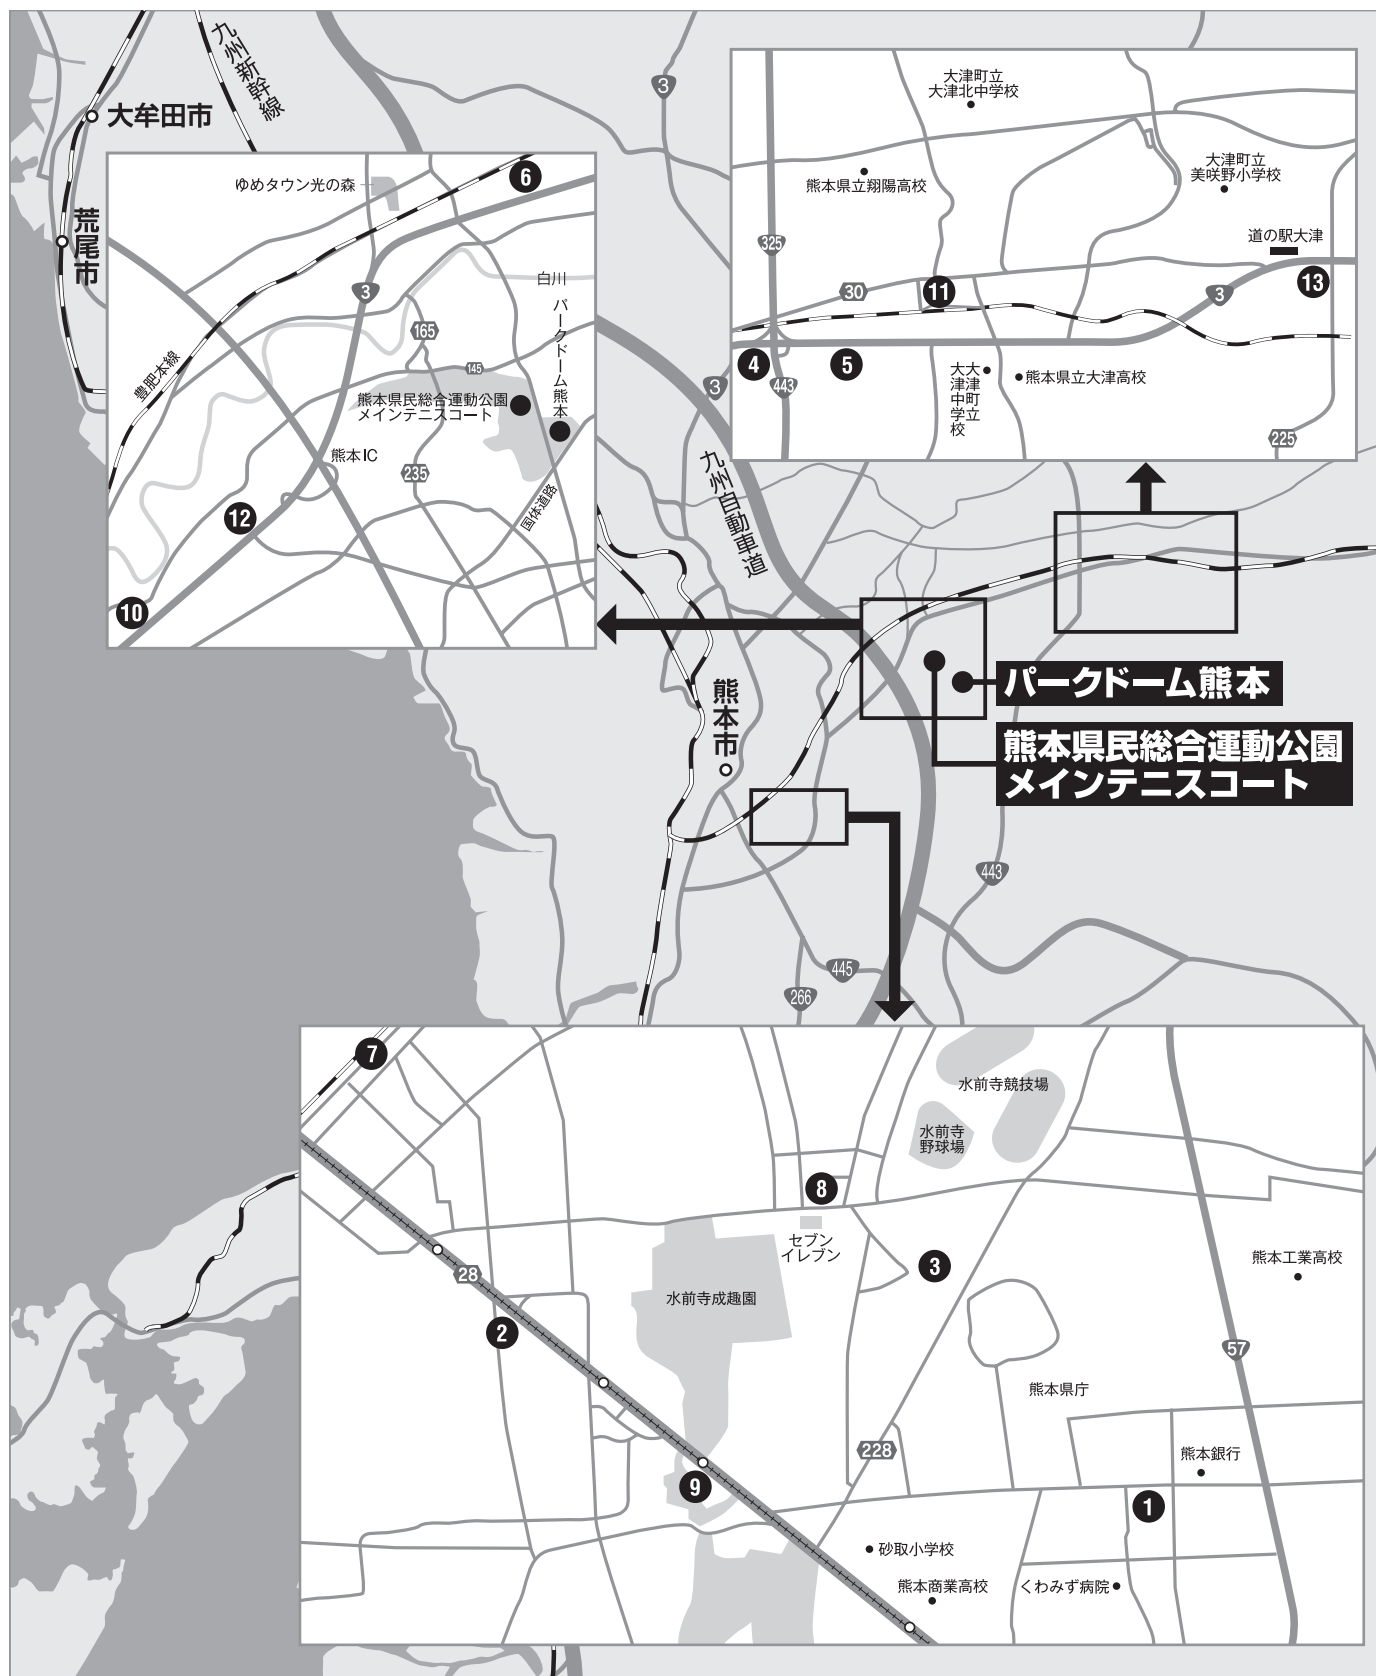 九州新幹線
大牟田市
荒尾市
3
ゆめタウン光の森
6
白川
パークドーム熊本
3
165
145
豊肥本線
熊本県民総合運動公園
メインテニスコート
熊本IC
235
国体道路
12
10
大津町立
大津北中学校
熊本県立翔陽高校
大津町立
美咲野小学校
325
道の駅大津
30
11
3
13
4
5
443
大津町立
大津中学校
熊本県立大津高校
225
3
九州自動車道
熊本市
パークドーム熊本
熊本県民総合運動公園
メインテニスコート
443
445
266
7
水前寺競技場
水前寺
野球場
8
セブン
イレブン
3
熊本工業高校
28
水前寺成趣園
2
57
熊本県庁
228
熊本銀行
9
1
砂取小学校
熊本商業高校
くわみず病院